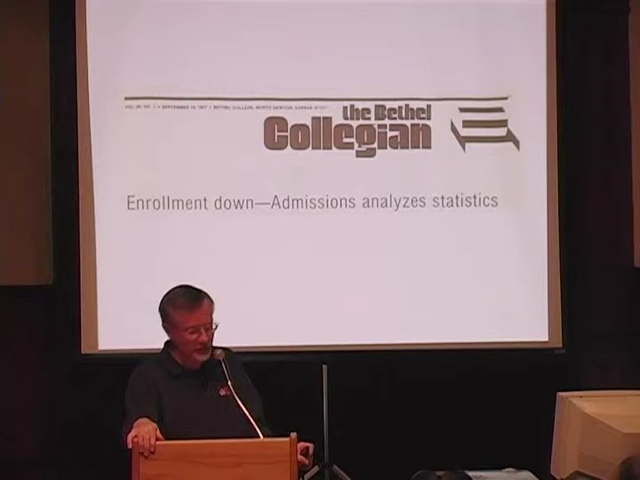 the Bethel
Collegian
Enrollment down—Admissions analyzes statistics